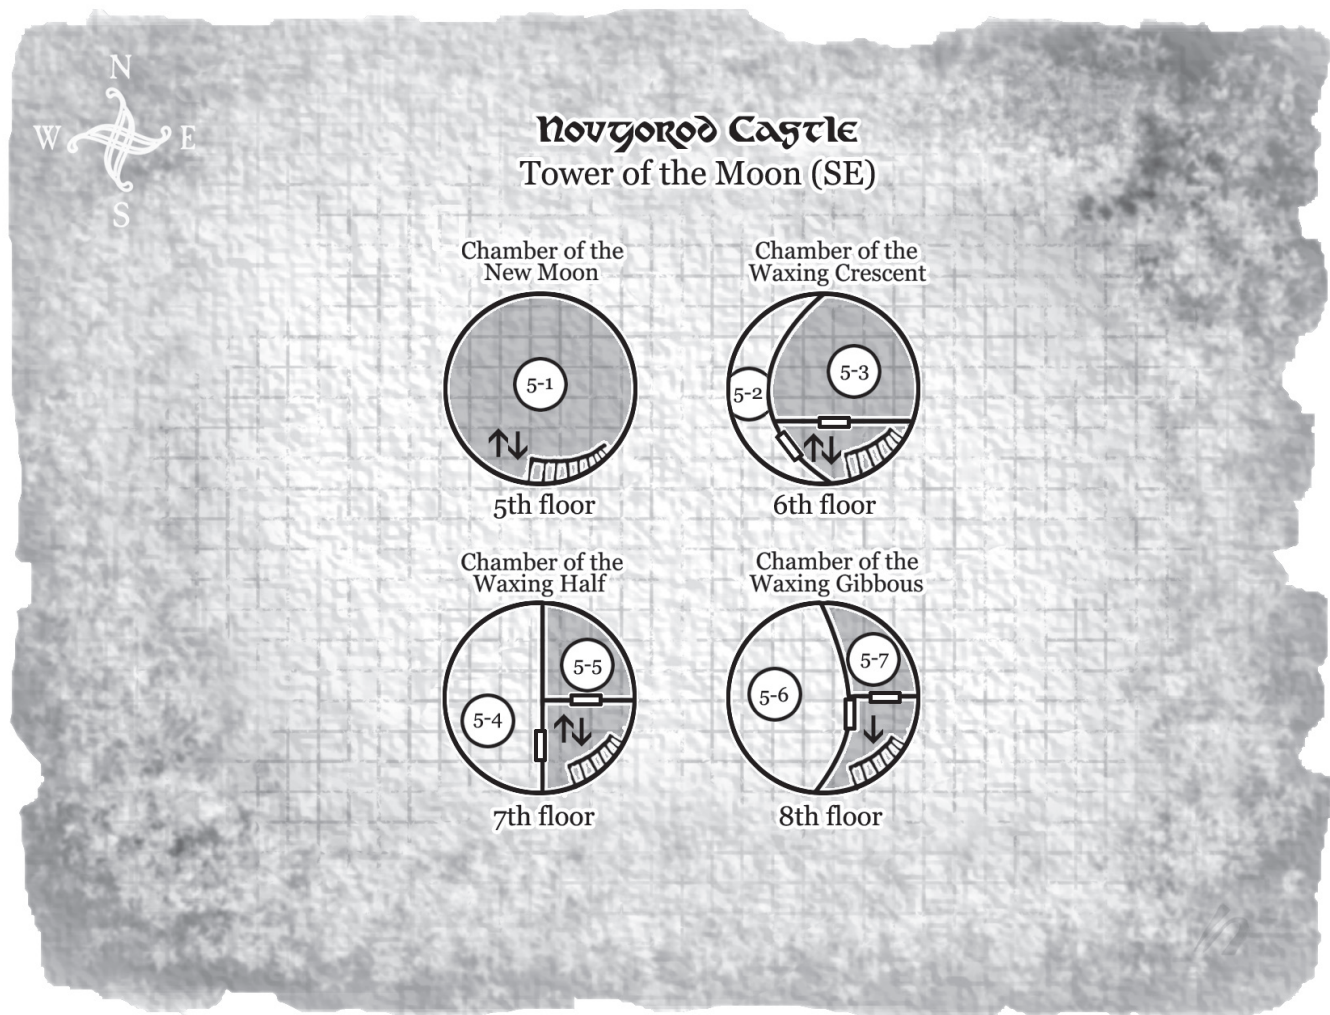 N
W E
S
Novgorod Castle
Tower of the Moon (SE)
Chamber of the
New Moon
5-1
5th floor
Chamber of the
Waxing Crescent
5-2
5-3
6th floor
Chamber of the
Waxing Half
5-4
5-5
7th floor
Chamber of the
Waxing Gibbous
5-6
5-7
8th floor